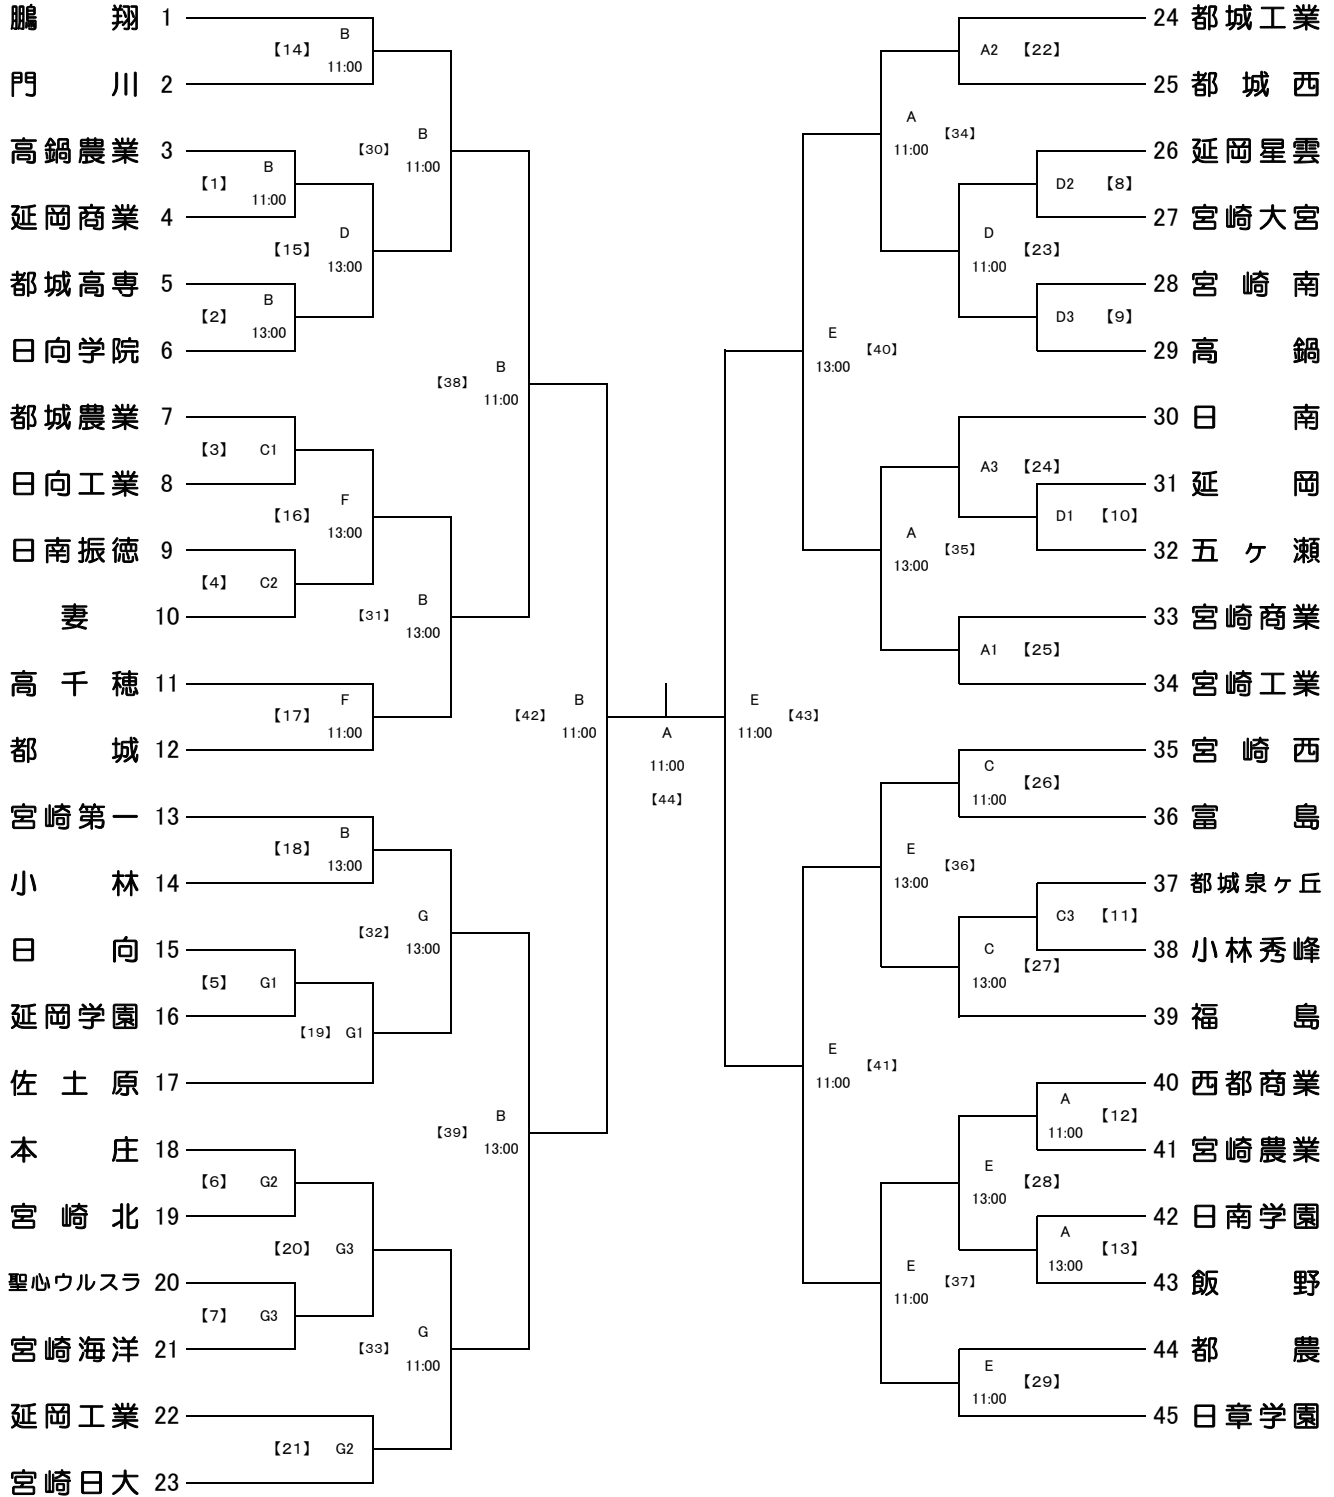 鵬翔 1
【14】 B 11:00
門川 2
【30】 B 11:00
高鍋農業 3
【1】 B 11:00
延岡商業 4
【15】 D 13:00
都城高専 5
【2】 B 13:00
日向学院 6
【38】 B 11:00
都城農業 7
【3】 C1
日向工業 8
【16】 F 13:00
日南振徳 9
【4】 C2
妻 10
【31】 B 13:00
高千穂 11
【17】 F 11:00
都城 12
【42】 B 11:00
宮崎第一 13
【18】 B 13:00
小林 14
【32】 G 13:00
日向 15
【5】 G1
延岡学園 16
【19】 G1
佐土原 17
【39】 B 13:00
本庄 18
【6】 G2
宮崎北 19
【20】 G3
聖心ウルスラ 20
【7】 G3
宮崎海洋 21
【33】 G 11:00
延岡工業 22
【21】 G2
宮崎日大 23
A
11:00
【44】
24 都城工業
A2 【22】
25 都城西
A 11:00 【34】
26 延岡星雲
D2 【8】
27 宮崎大宮
D 11:00 【23】
28 宮崎南
D3 【9】
29 高鍋
E 13:00 【40】
30 日南
A3 【24】
31 延岡
D1 【10】
32 五ヶ瀬
A 13:00 【35】
33 宮崎商業
A1 【25】
34 宮崎工業
E 11:00 【43】
35 宮崎西
C 11:00 【26】
36 富島
E 13:00 【36】
37 都城泉ヶ丘
C3 【11】
38 小林秀峰
C 13:00 【27】
39 福島
E 11:00 【41】
40 西都商業
A 11:00 【12】
41 宮崎農業
E 13:00 【28】
42 日南学園
A 13:00 【13】
43 飯野
E 11:00 【37】
44 都農
E 11:00 【29】
45 日章学園